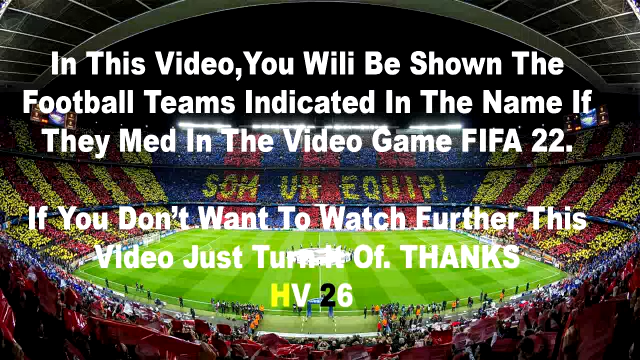 In This Video,You Wili Be Shown The
Football Teams Indicated In The Name If
They Med In The Video Game FIFA 22.
SOM UN EQUIP!
If You Don't Want To Watch Further This
Video Just Turn It Of. THANKS
HV 26